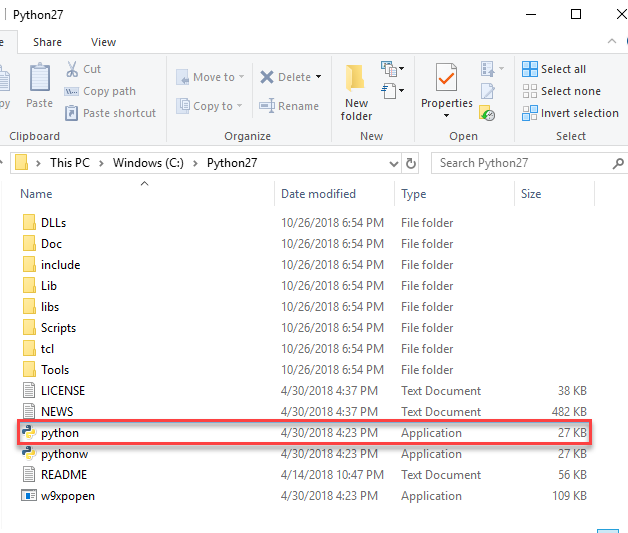 Python27
e Share View
py Paste Cut
Copy path
Paste shortcut
Clipboard
Move to Delete
Copy to Rename
Organize
New folder
New
Properties
Open
Select all
Select none
Invert selection
Select
This PC Windows (C:) Python27 Search Python27
Name Date modified Type Size
DLLs 10/26/2018 6:54 PM File folder
Doc 10/26/2018 6:54 PM File folder
include 10/26/2018 6:54 PM File folder
Lib 10/26/2018 6:54 PM File folder
libs 10/26/2018 6:54 PM File folder
Scripts 10/26/2018 6:54 PM File folder
tcl 10/26/2018 6:54 PM File folder
Tools 10/26/2018 6:54 PM File folder
LICENSE 4/30/2018 4:37 PM Text Document 38 KB
NEWS 4/30/2018 4:37 PM Text Document 482 KB
python 4/30/2018 4:23 PM Application 27 KB
pythonw 4/30/2018 4:23 PM Application 27 KB
README 4/14/2018 10:47 PM Text Document 56 KB
w9xpopen 4/30/2018 4:23 PM Application 109 KB